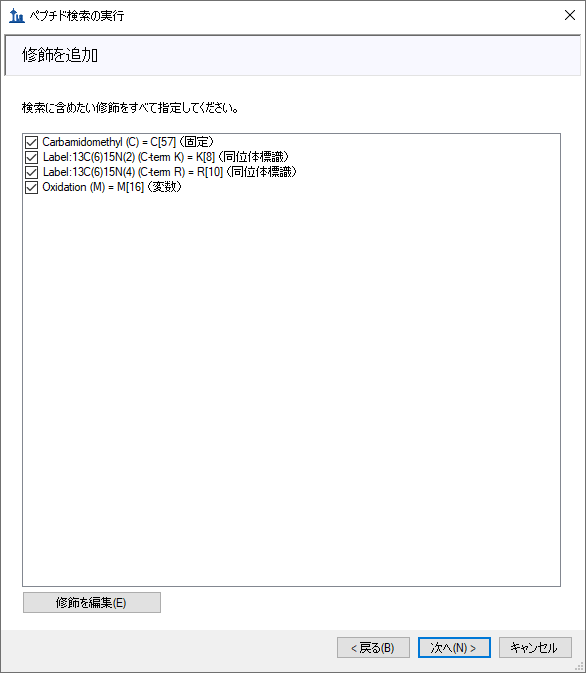 ペプチド検索の実行
修飾を追加
検索に含めたい修飾をすべて指定してください。
Carbamidomethyl (C) = C[57] (固定)
Label:13C(6)15N(2) (C-term K) = K[8] (同位体標識)
Label:13C(6)15N(4) (C-term R) = R[10] (同位体標識)
Oxidation (M) = M[16] (変数)
修飾を編集(E)
< 戻る(B)
次へ(N) >
キャンセル